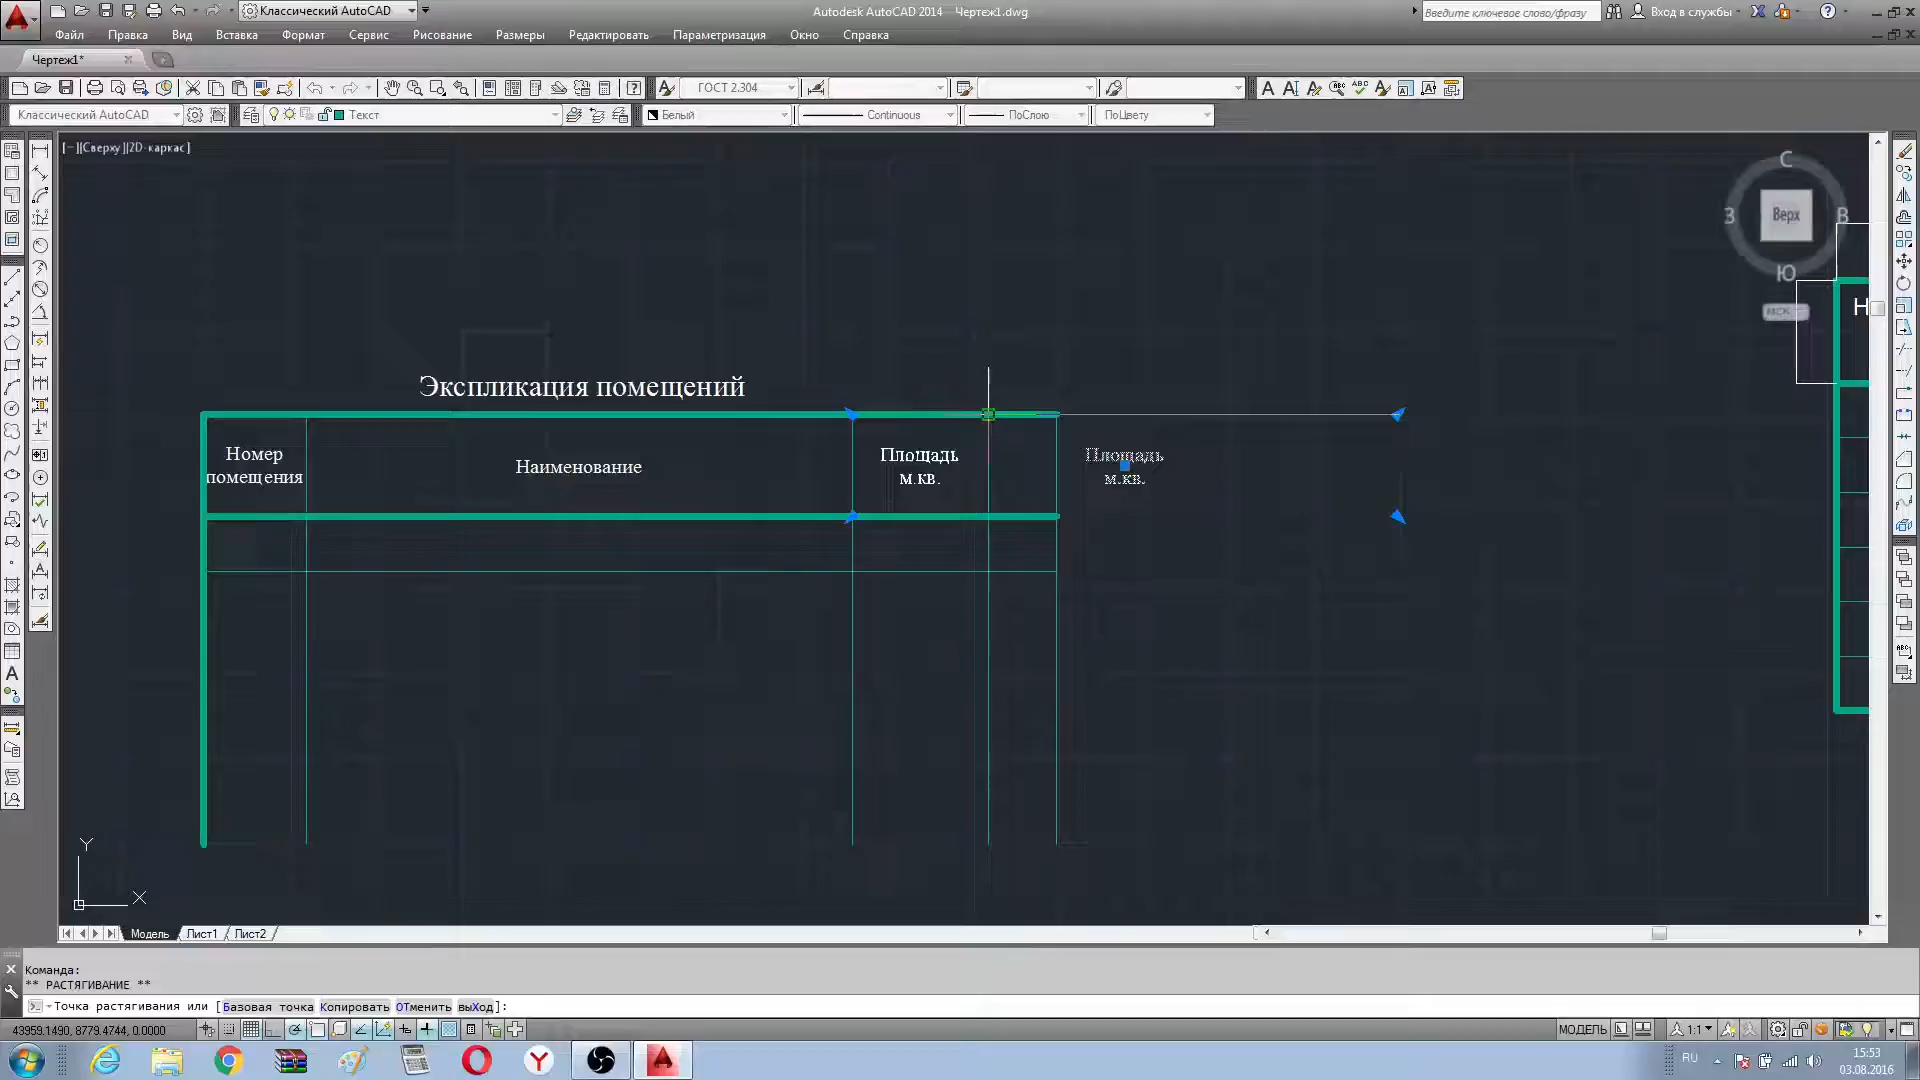 Классический AutoCAD
Autodesk AutoCAD 2014 Чертеж1.dwg
Введите ключевое слово/фразу
Вход в службы
Файл Правка Вид Вставка Формат Сервис Рисование Размеры Редактировать Параметризация Окно Справка
Чертеж1*
ГОСТ 2.304
Классический AutoCAD
Текст
Белый
Continuous
ПоСлою
ПоЦвету
[−][Сверху][2D-каркас]
С
З Верх В
Ю
МСК
Н
Экспликация помещений
Номер
помещения
Наименование
Площадь
м.кв.
Площадь
м.кв.
Y
X
Модель Лист1 Лист2
Команда:
** РАСТЯГИВАНИЕ **
Точка растягивания или [Базовая точка Копировать ОТменить выХод]:
43959.1490, 8779.4744, 0.0000
МОДЕЛЬ
1:1
RU
15:53
03.08.2016